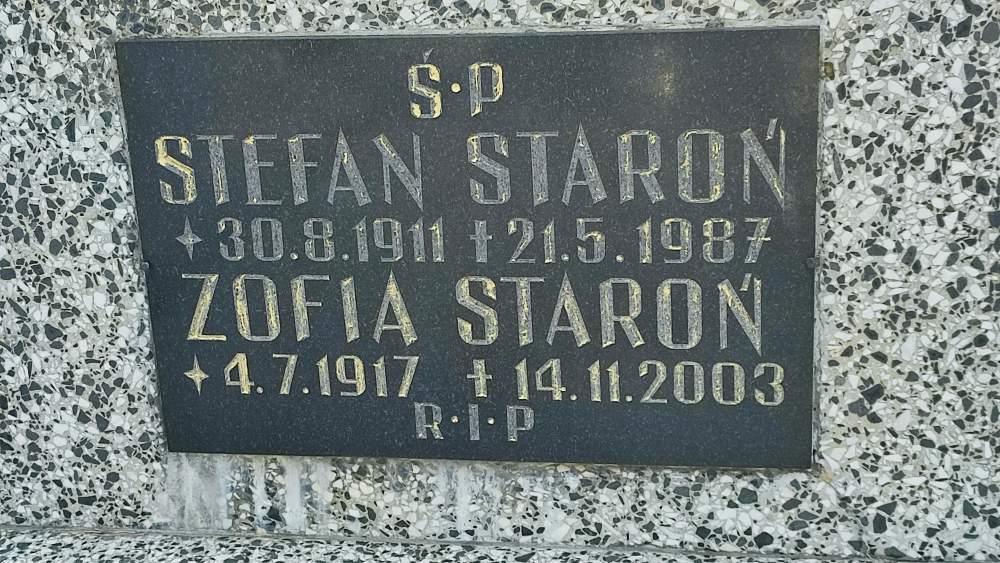 Ś·P
STEFAN STAROŃ
✦30.8.1911 †21.5.1987
ZOFIA STAROŃ
✦4.7.1917 †14.11.2003
R·I·P